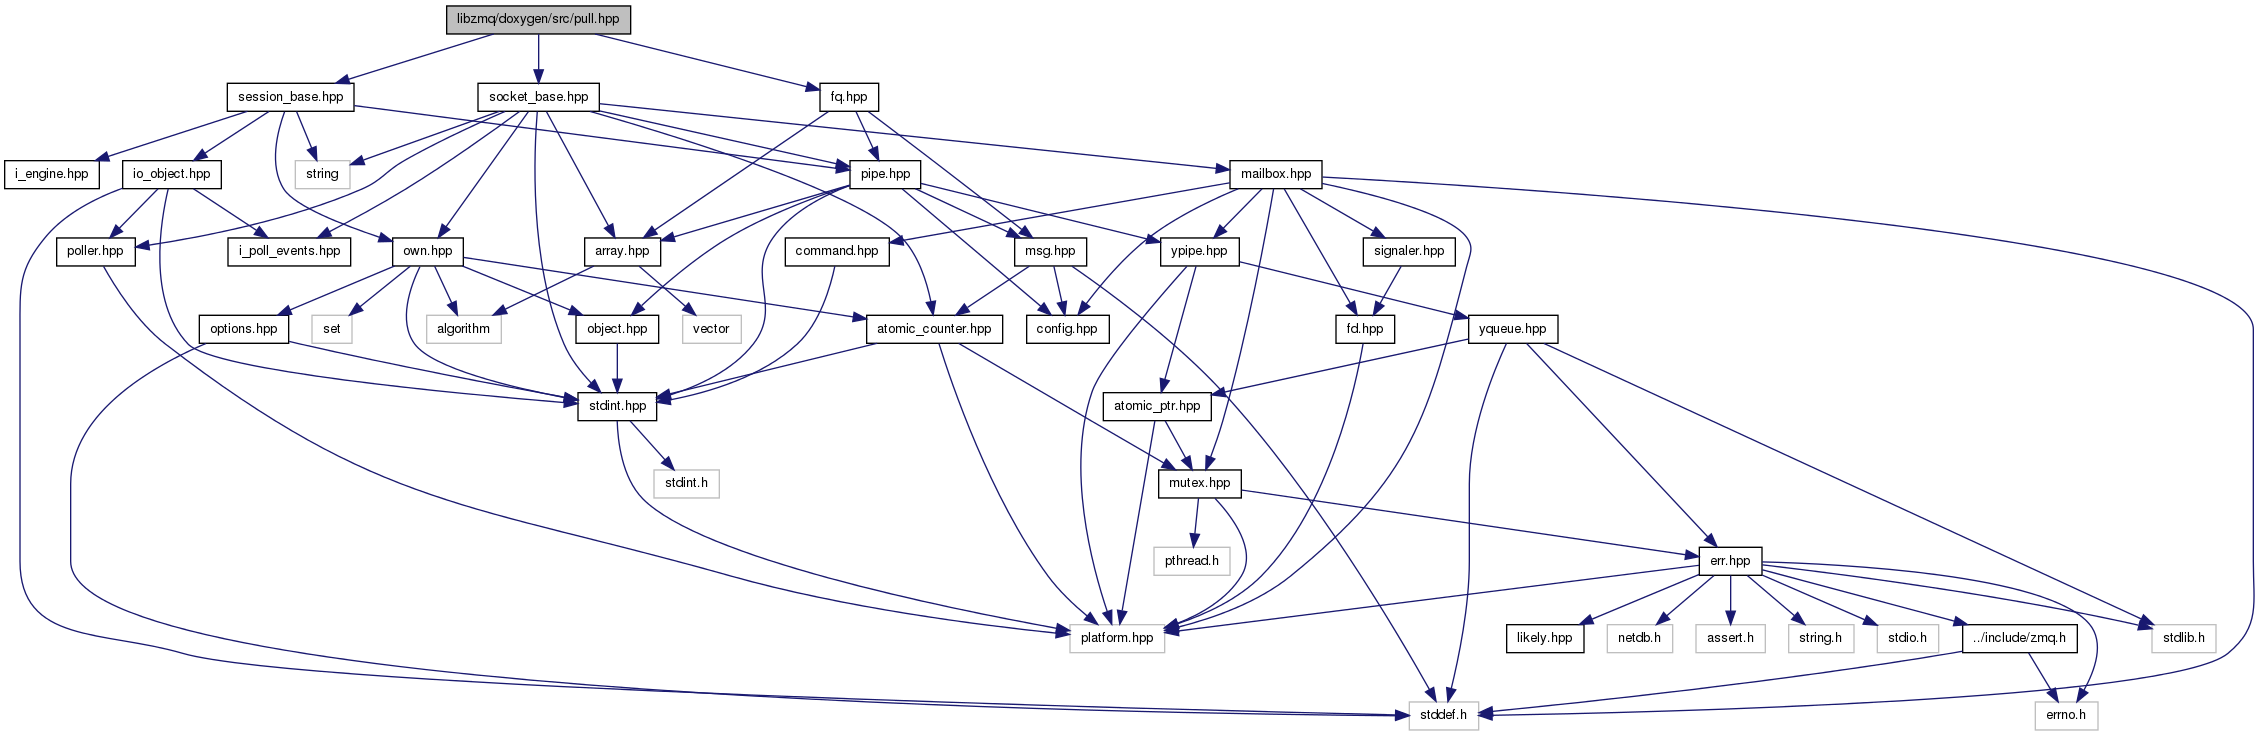 libzmq/doxygen/src/pull.hpp
session_base.hpp
socket_base.hpp
fq.hpp
i_engine.hpp
io_object.hpp
string
pipe.hpp
mailbox.hpp
poller.hpp
i_poll_events.hpp
own.hpp
array.hpp
command.hpp
msg.hpp
ypipe.hpp
signaler.hpp
options.hpp
set
algorithm
object.hpp
vector
atomic_counter.hpp
config.hpp
fd.hpp
yqueue.hpp
stdint.hpp
atomic_ptr.hpp
stdint.h
mutex.hpp
pthread.h
err.hpp
platform.hpp
likely.hpp
netdb.h
assert.h
string.h
stdio.h
../include/zmq.h
stdlib.h
stddef.h
errno.h